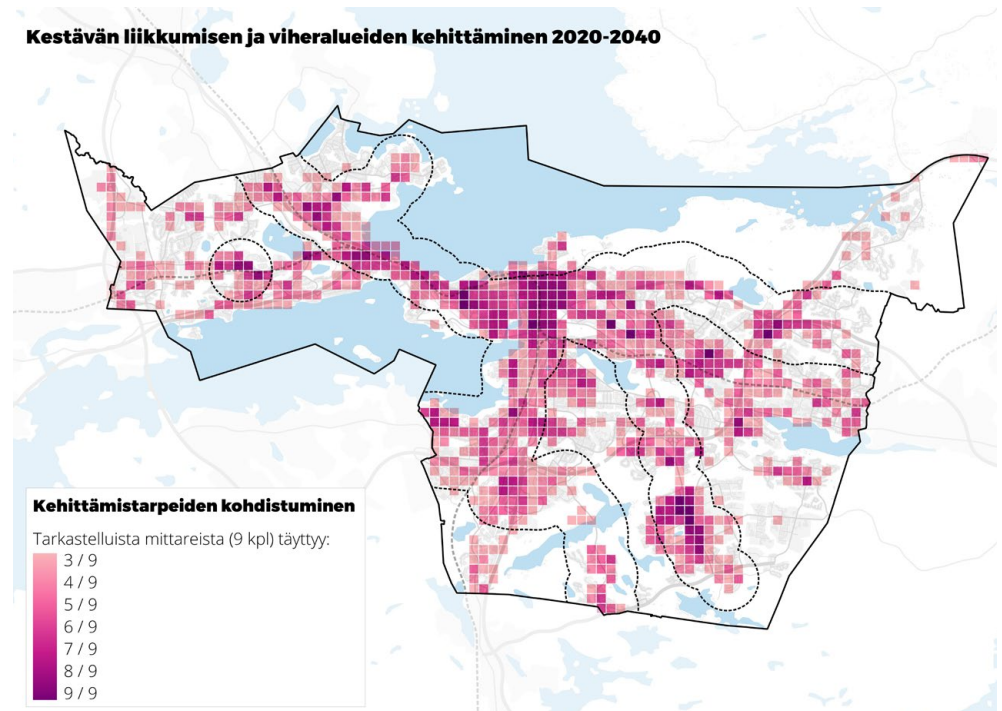 Kestävän liikkumisen ja viheralueiden kehittäminen 2020-2040
Kehittämistarpeiden kohdistuminen
Tarkastelluista mittareista (9 kpl) täyttyy:
3 / 9
4 / 9
5 / 9
6 / 9
7 / 9
8 / 9
9 / 9